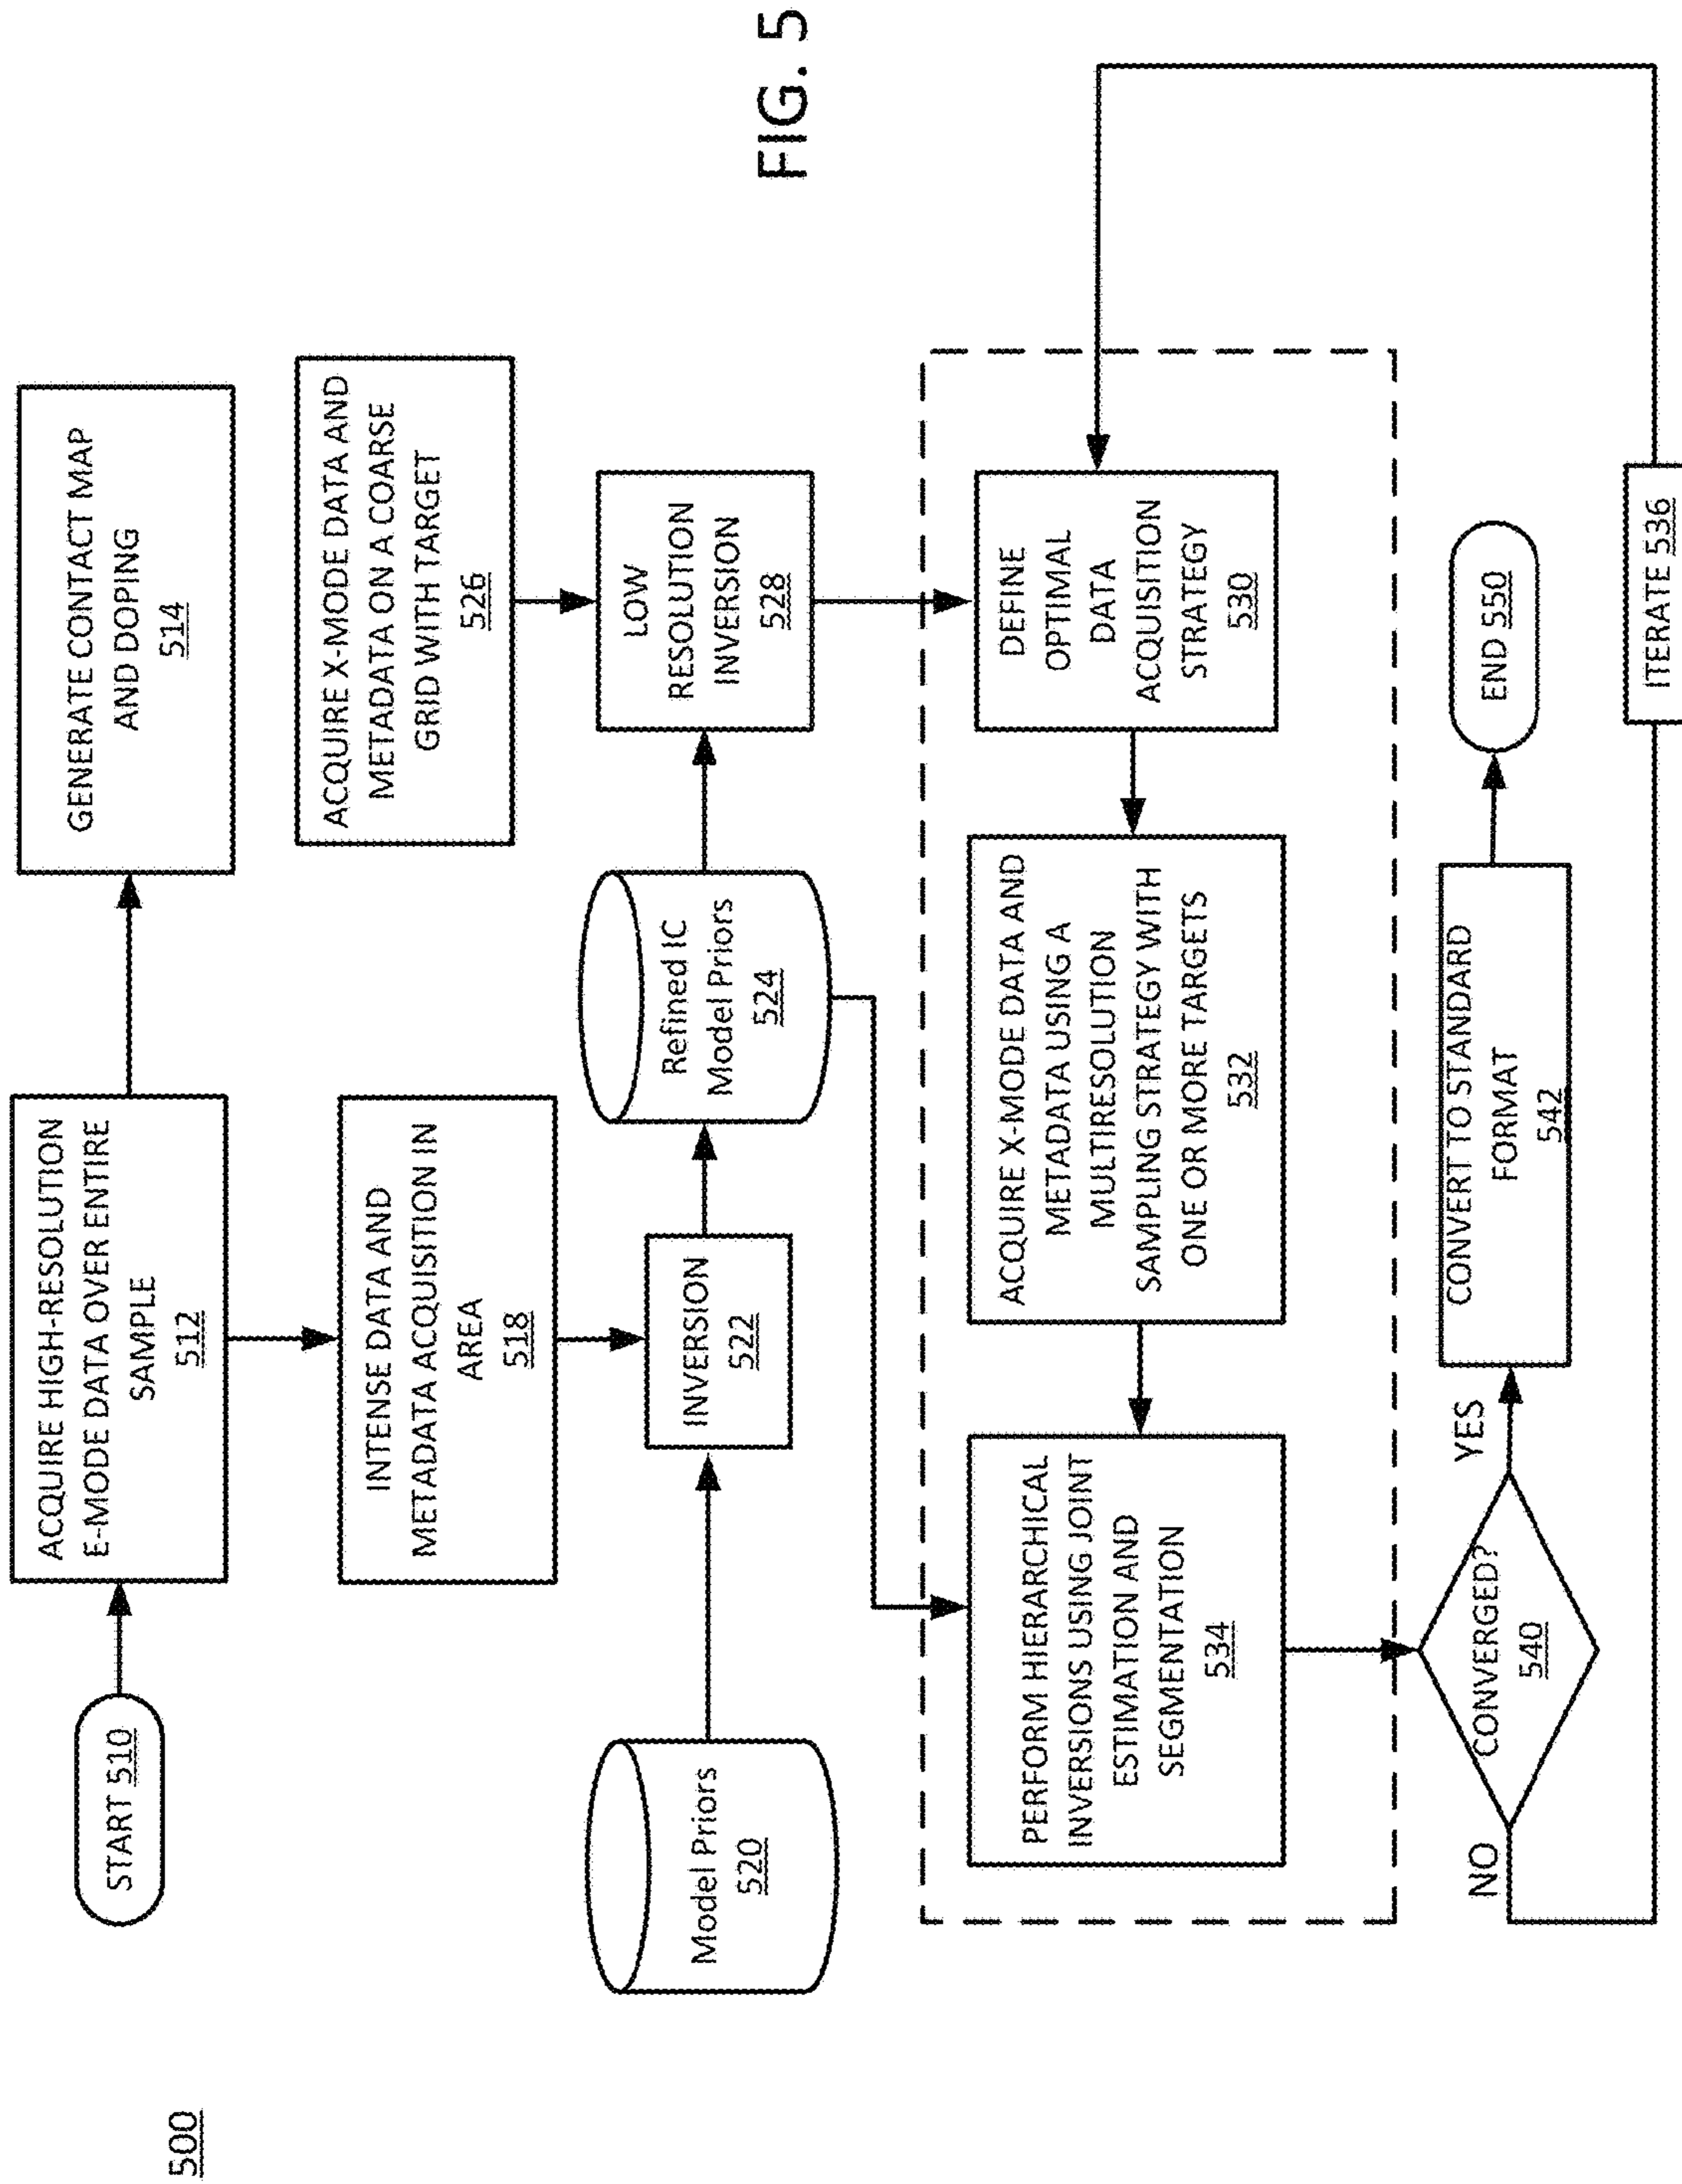 500
START 510
ACQUIRE HIGH-RESOLUTION
E-MODE DATA OVER ENTIRE
SAMPLE
512
GENERATE CONTACT MAP
AND DOPING
514
INTENSE DATA AND
METADATA ACQUISITION IN
AREA
518
ACQUIRE X-MODE DATA AND
METADATA ON A COARSE
GRID WITH TARGET
526
Model Priors
520
INVERSION
522
Refined IC
Model Priors
524
LOW
RESOLUTION
INVERSION
528
FIG. 5
PERFORM HIERARCHICAL
INVERSIONS USING JOINT
ESTIMATION AND
SEGMENTATION
534
ACQUIRE X-MODE DATA AND
METADATA USING A
MULTIRESOLUTION
SAMPLING STRATEGY WITH
ONE OR MORE TARGETS
532
DEFINE
OPTIMAL
DATA
ACQUISITION
STRATEGY
530
NO
CONVERGED?
540
YES
CONVERT TO STANDARD
FORMAT
542
END 550
ITERATE 536